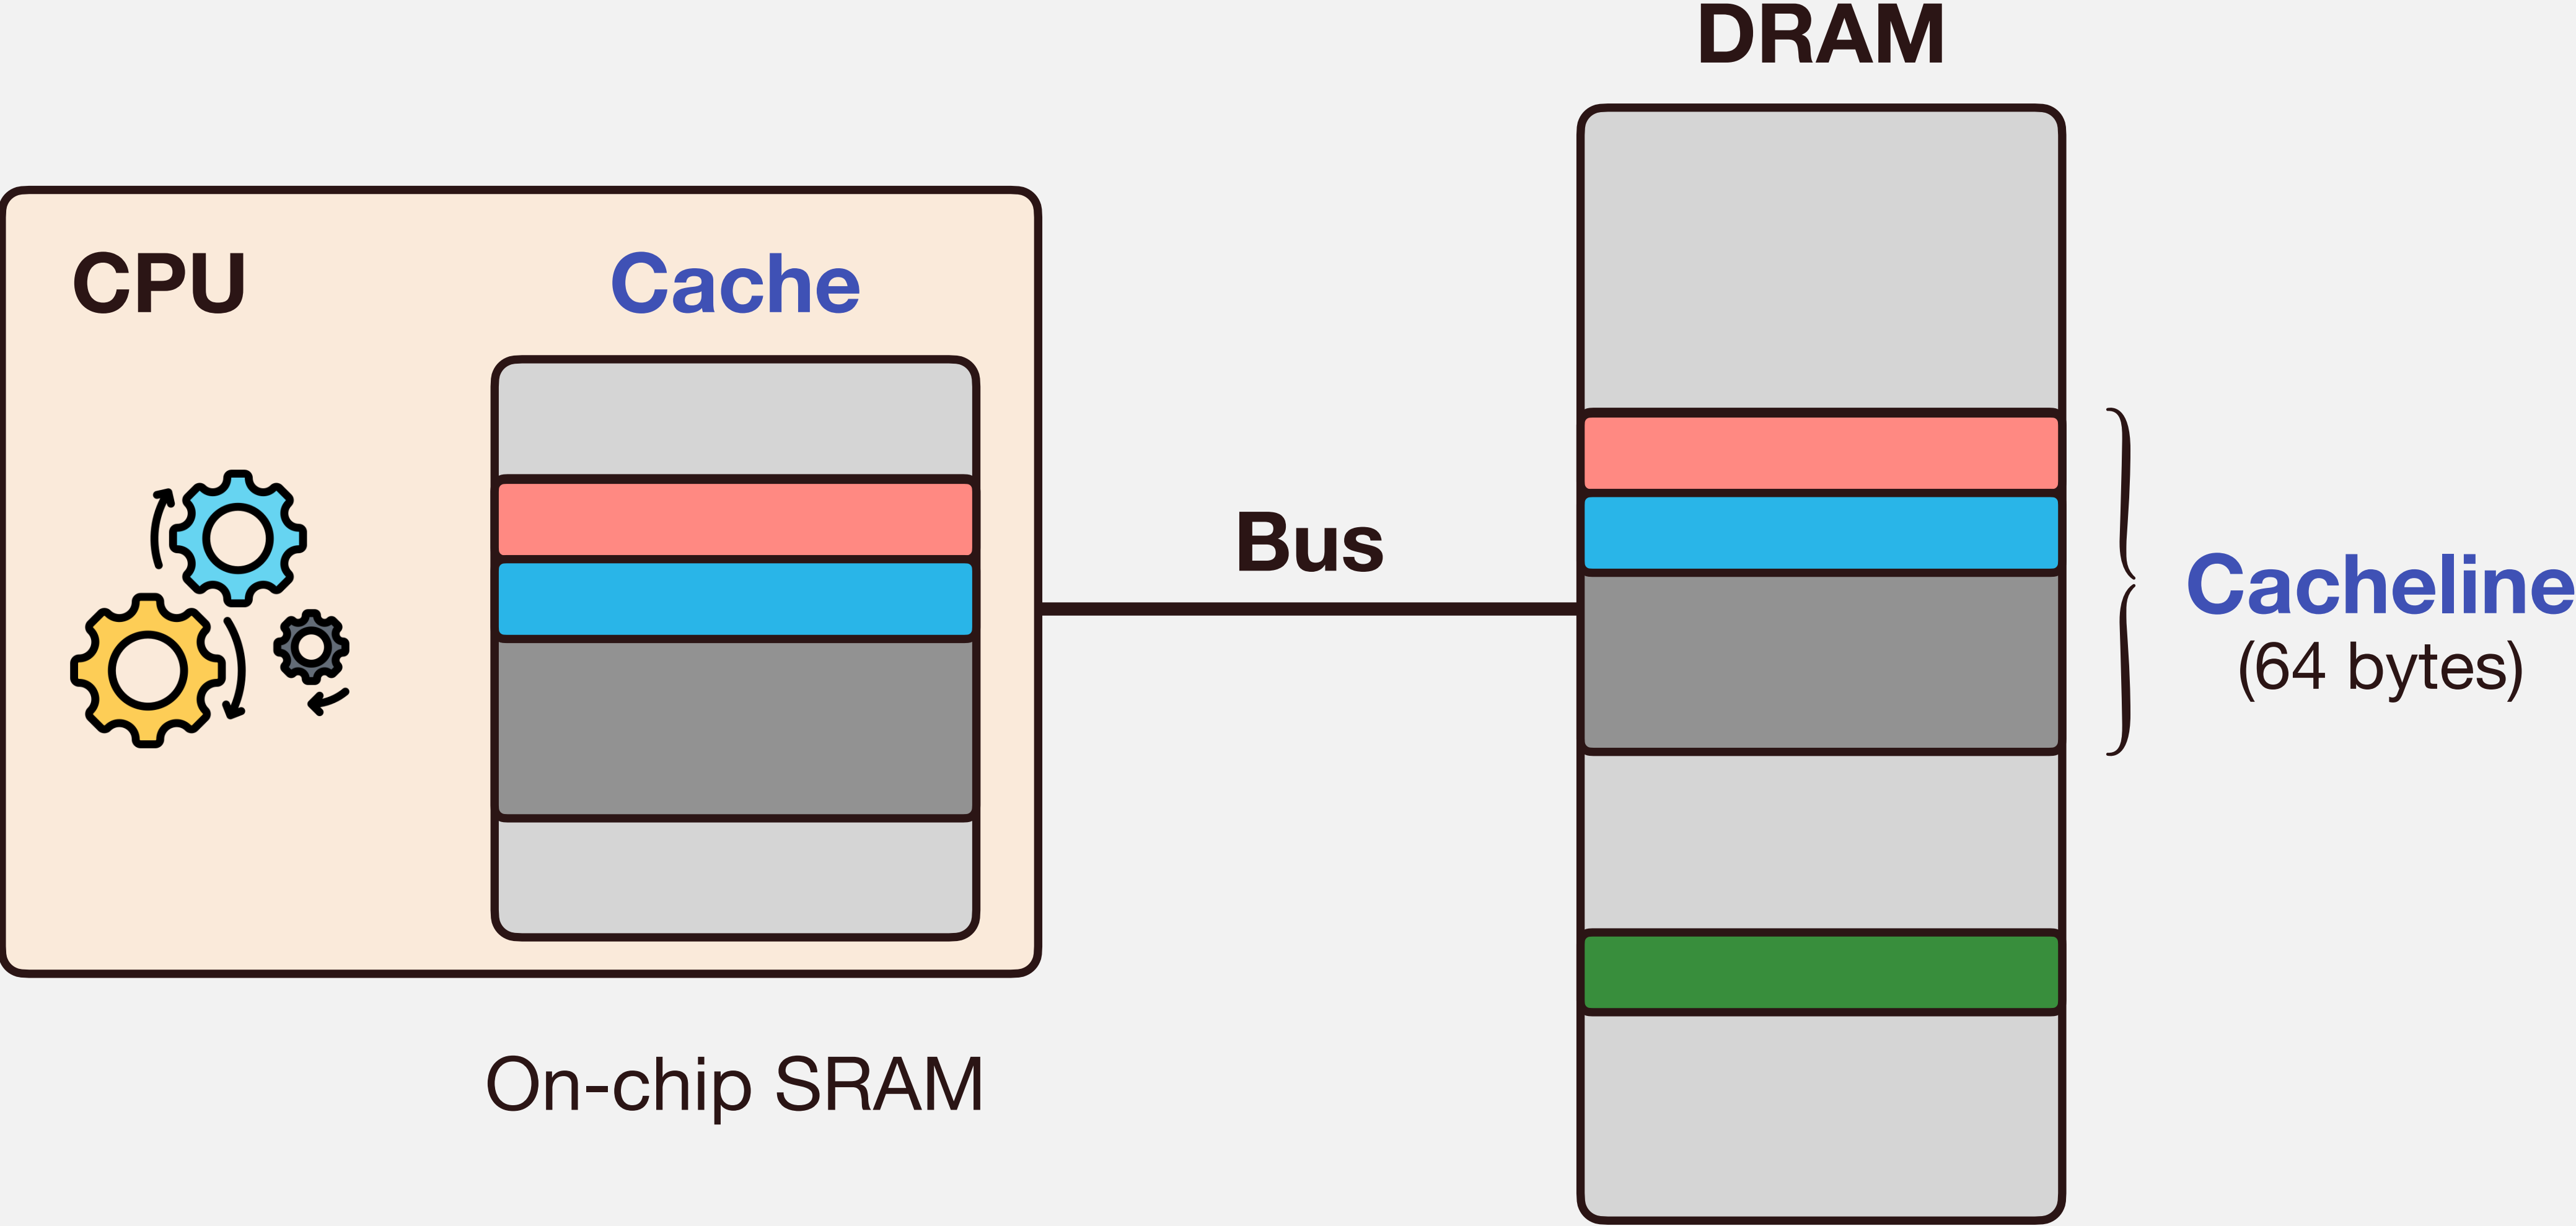 DRAM
CPU
Cache
Bus
Cacheline
(64 bytes)
On-chip SRAM